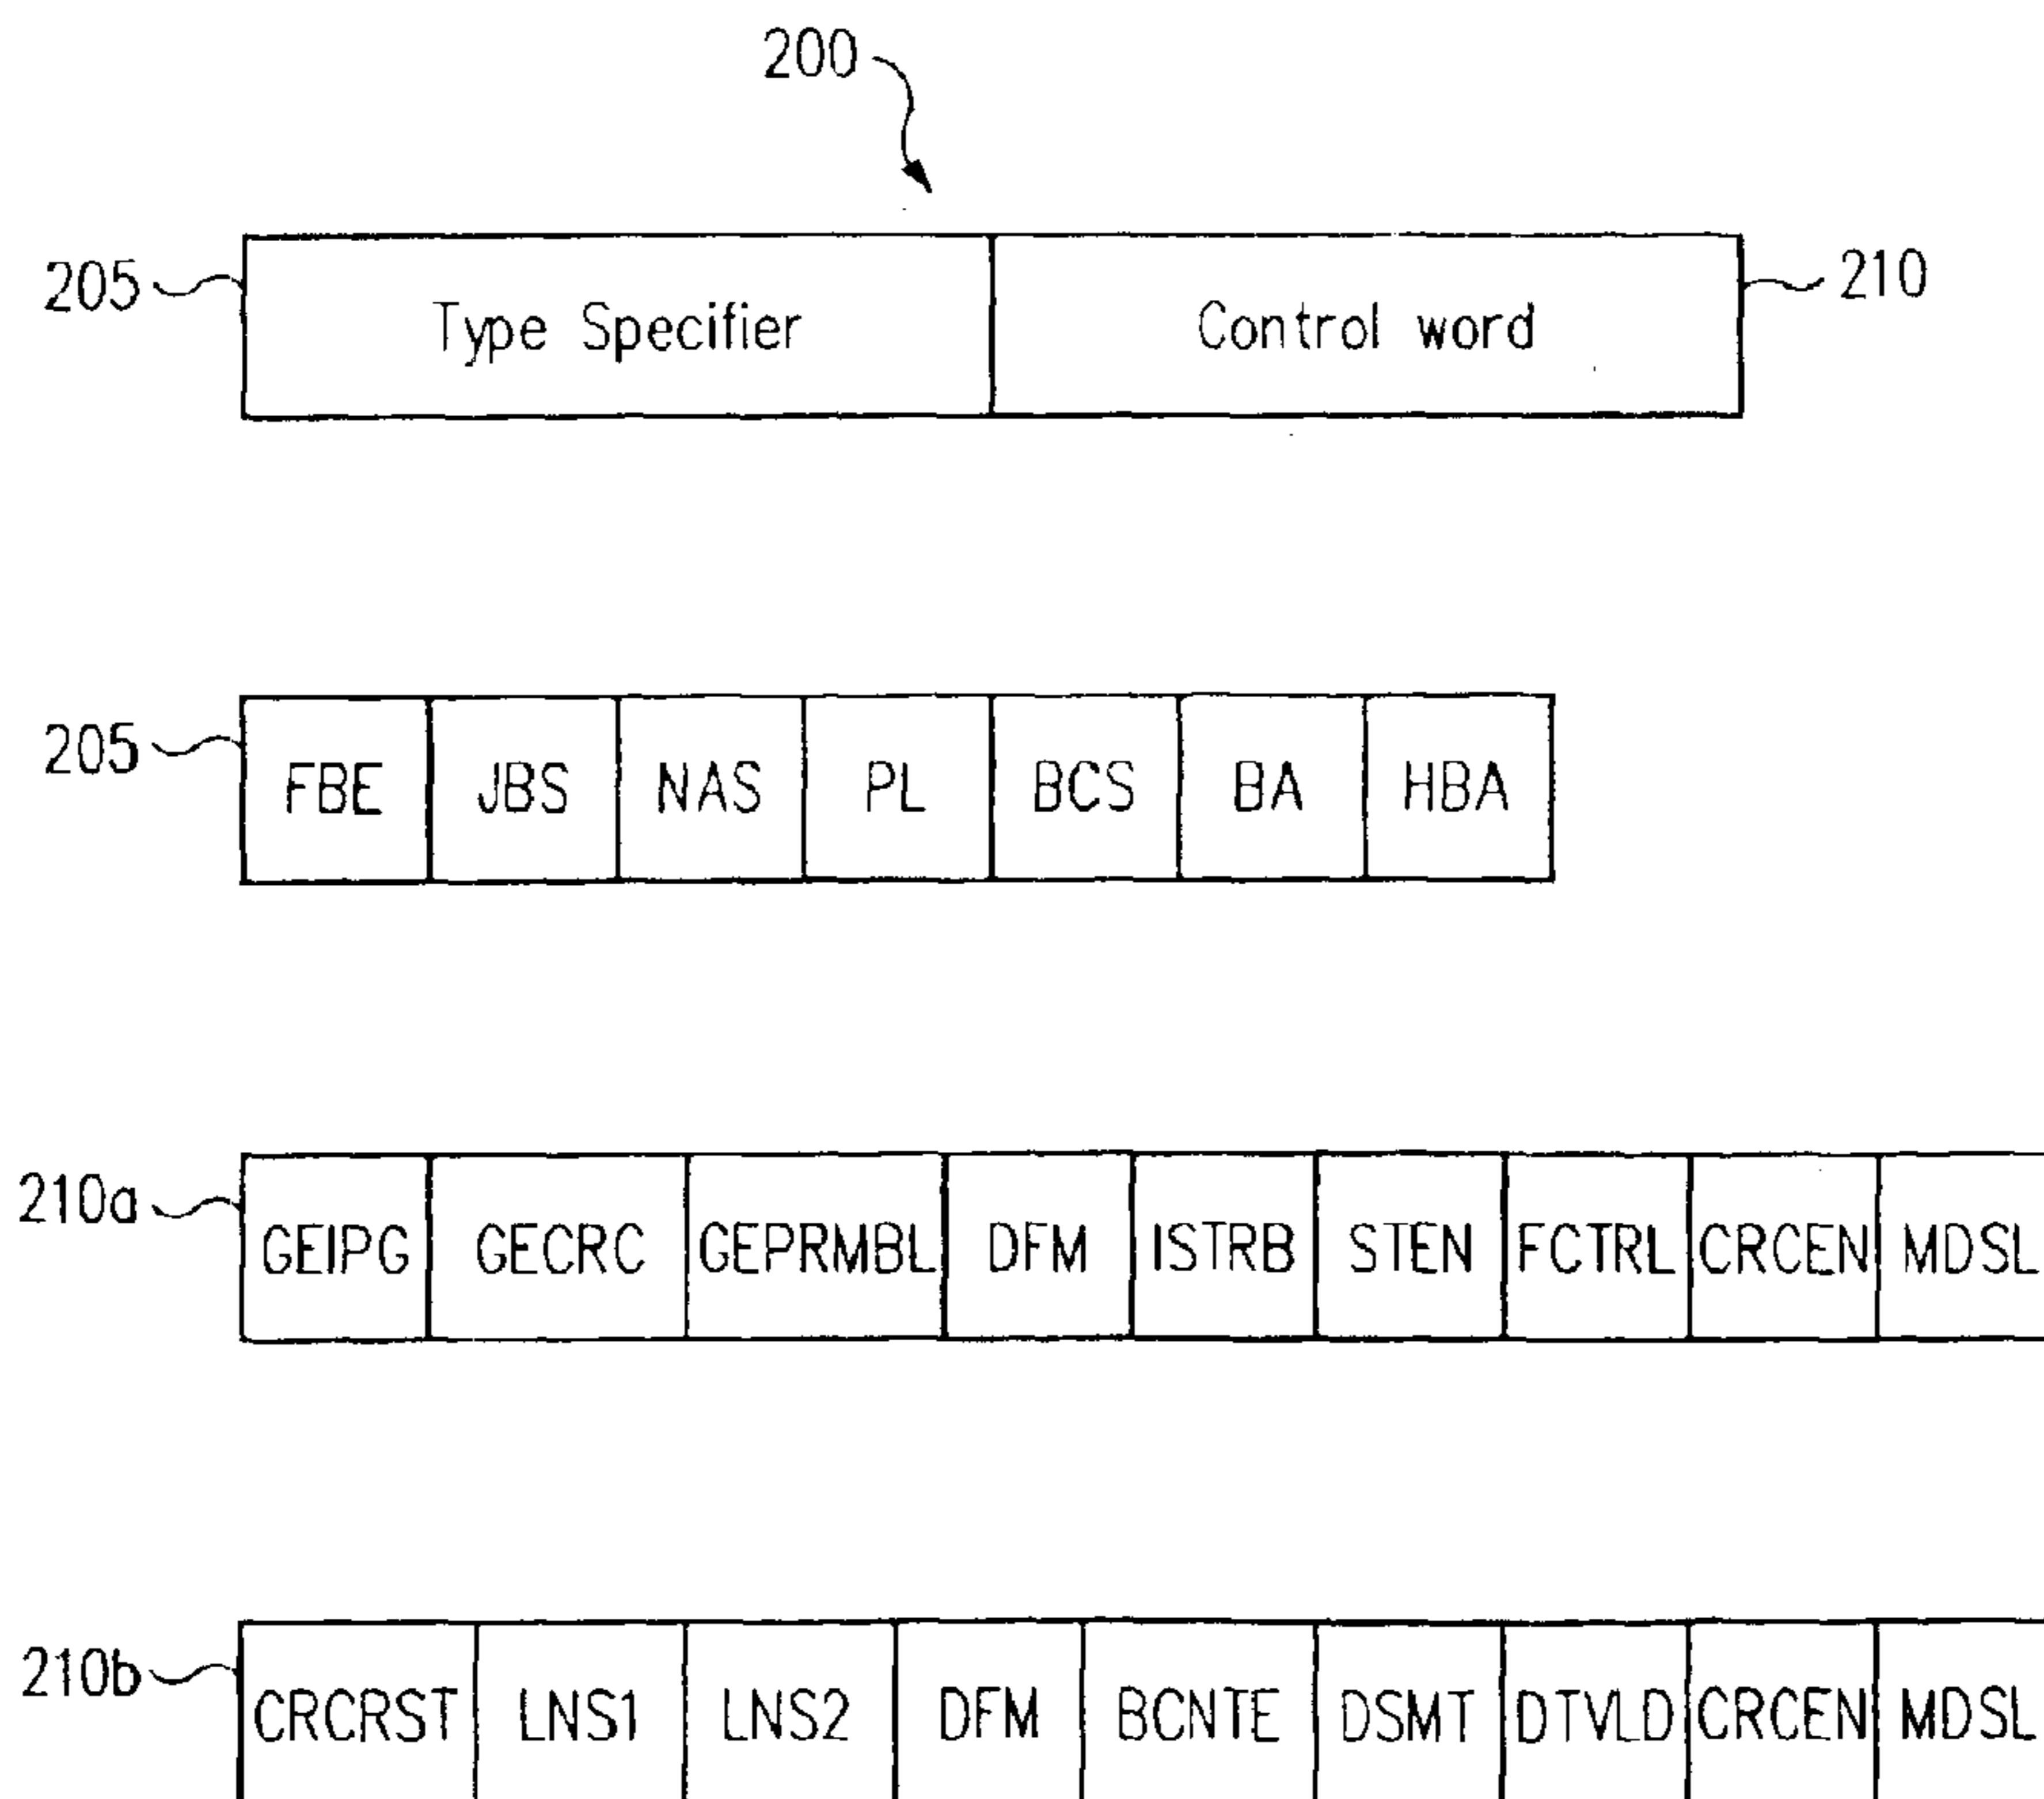 200
205 Type Specifier Control word 210
205 FBE JBS NAS PL BCS BA HBA
210a GEIPG GECRC GEPRMBL DFM ISTRB STEN FCTRL CRCEN MDSL
210b CRCRST LNS1 LNS2 DFM BCNTE DSMT DTVLD CRCEN MDSL